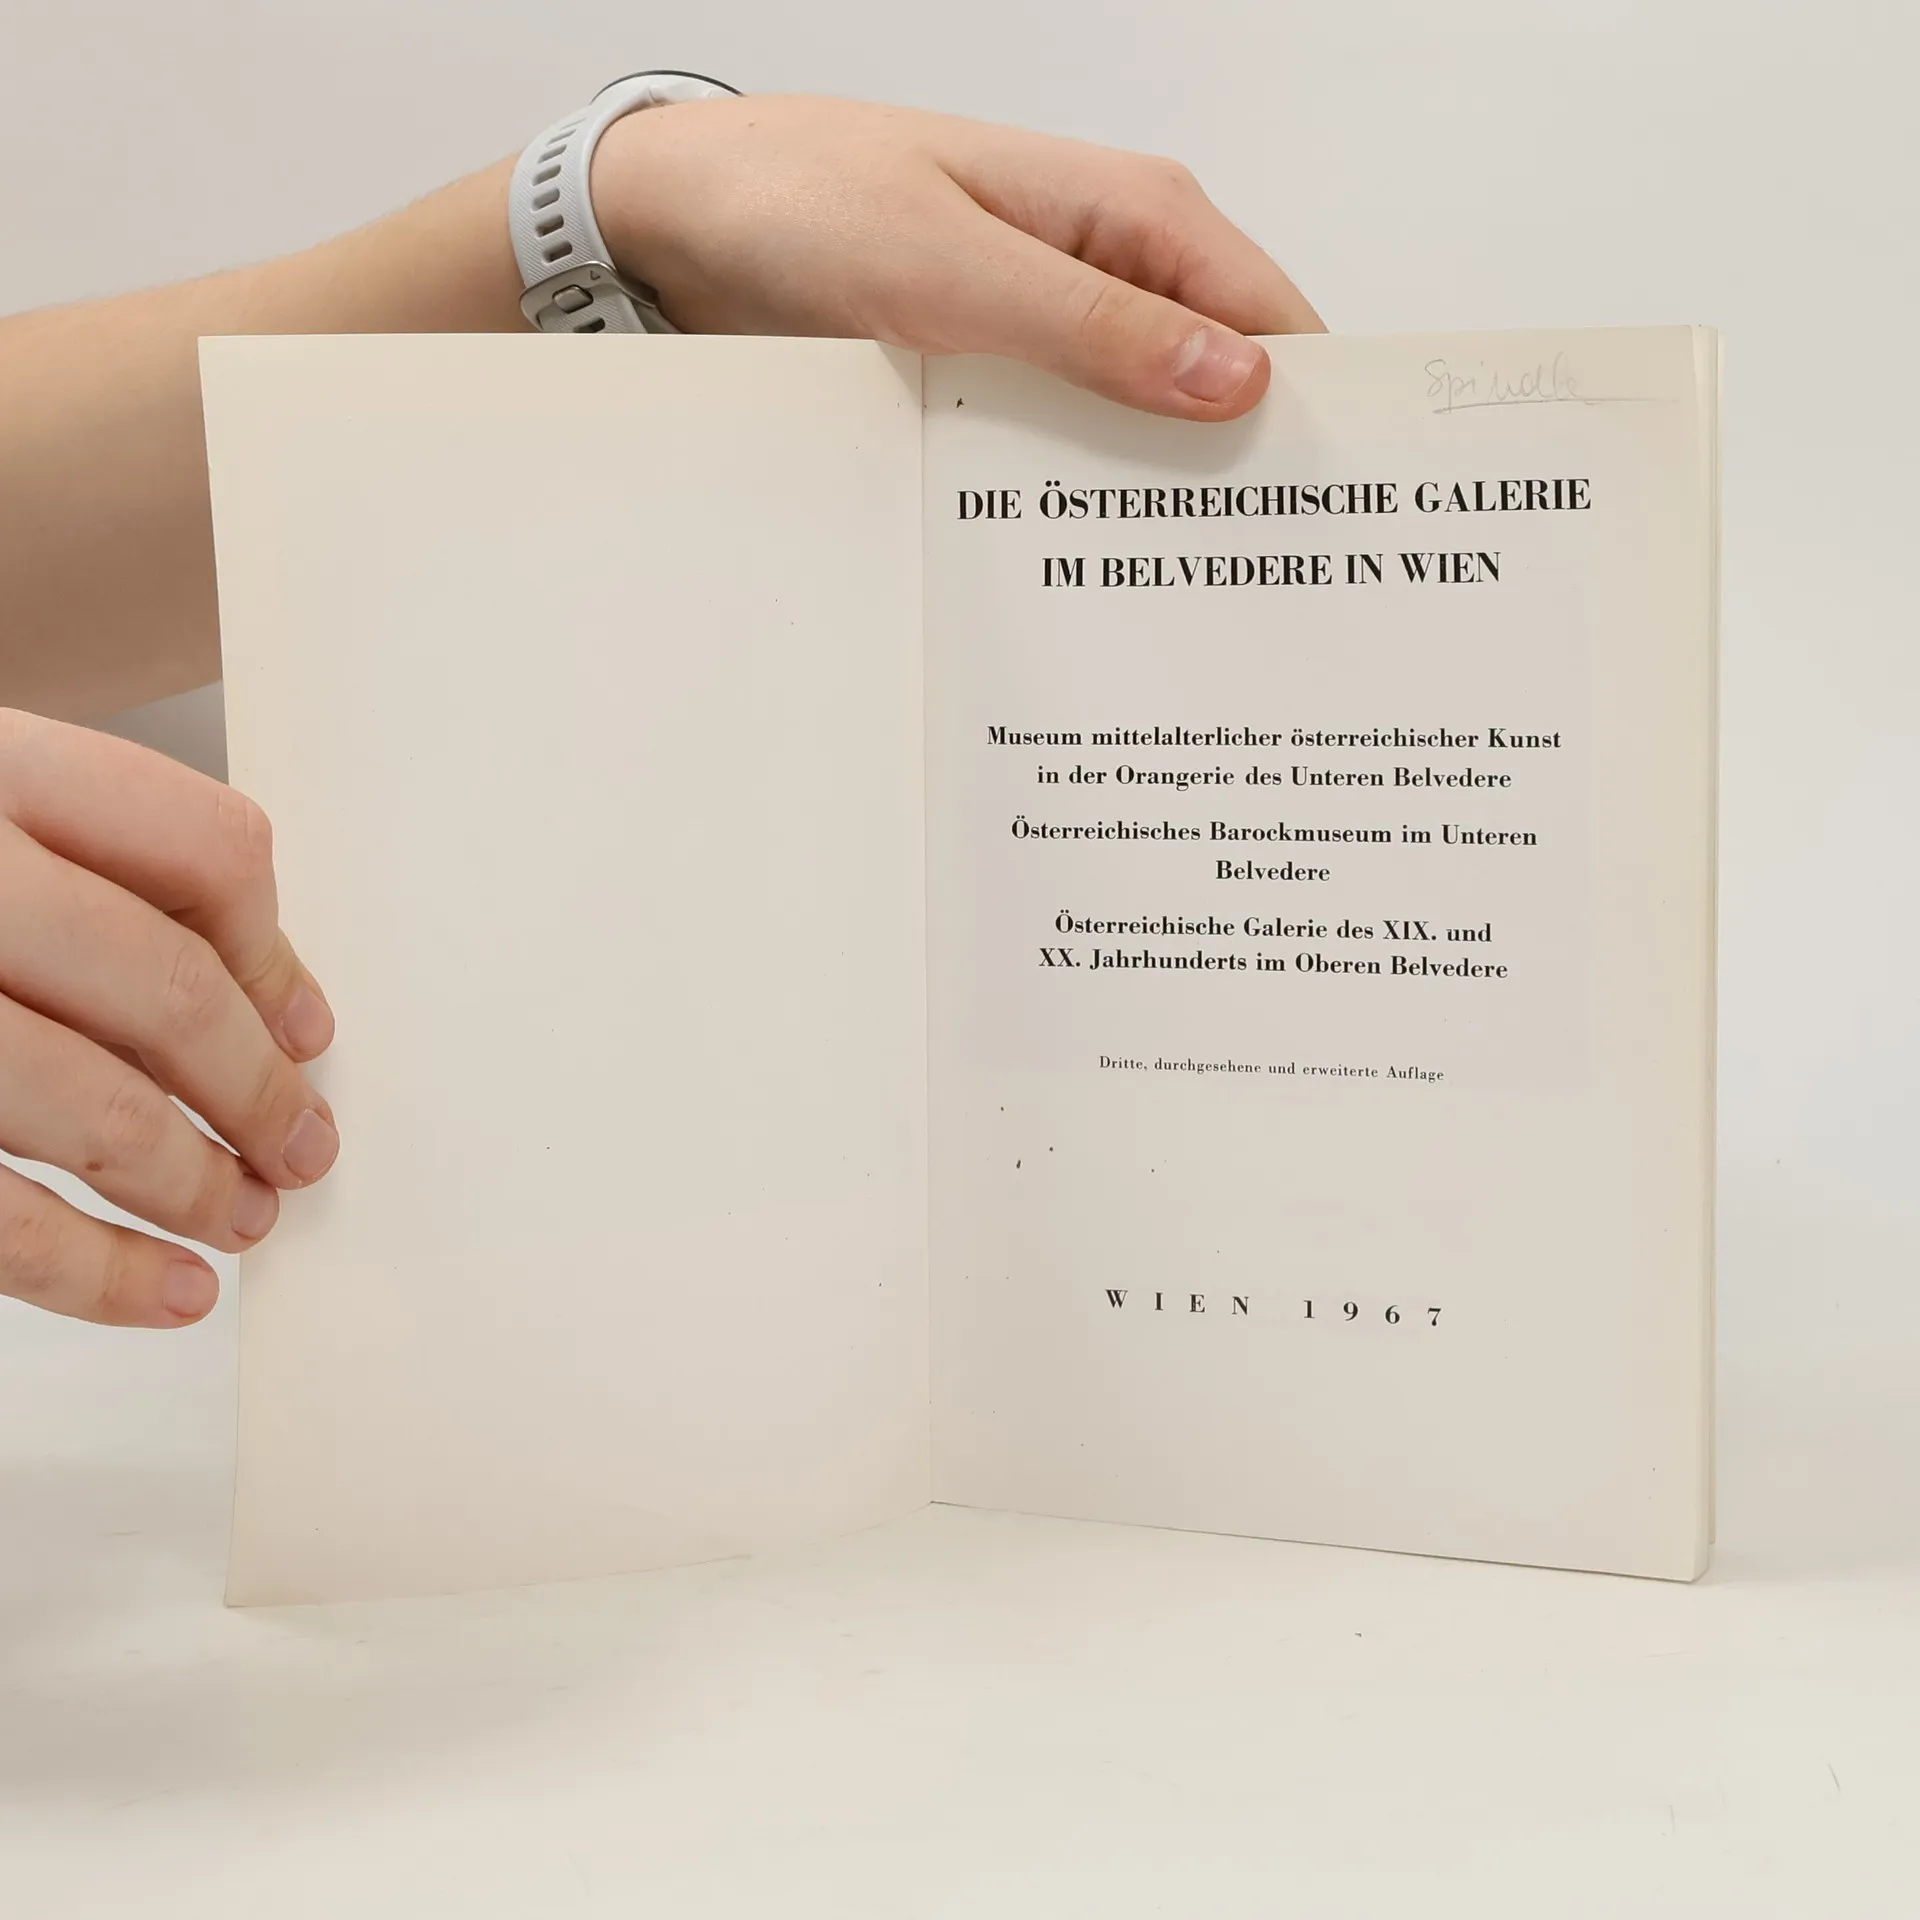 Spindle
DIE ÖSTERREICHISCHE GALERIE
IM BELVEDERE IN WIEN
Museum mittelalterlicher österreichischer Kunst
in der Orangerie des Unteren Belvedere
Österreichisches Barockmuseum im Unteren
Belvedere
Österreichische Galerie des XIX. und
XX. Jahrhunderts im Oberen Belvedere
Dritte, durchgesehene und erweiterte Auflage
WIEN 1967